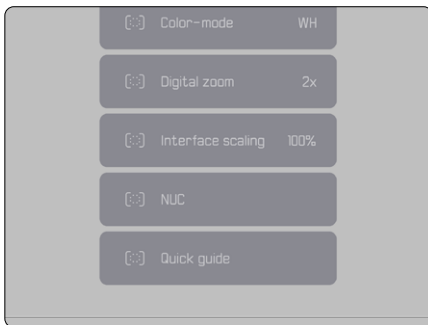 Color-mode WH
Digital zoom 2x
Interface scaling 100%
NUC
Quick guide